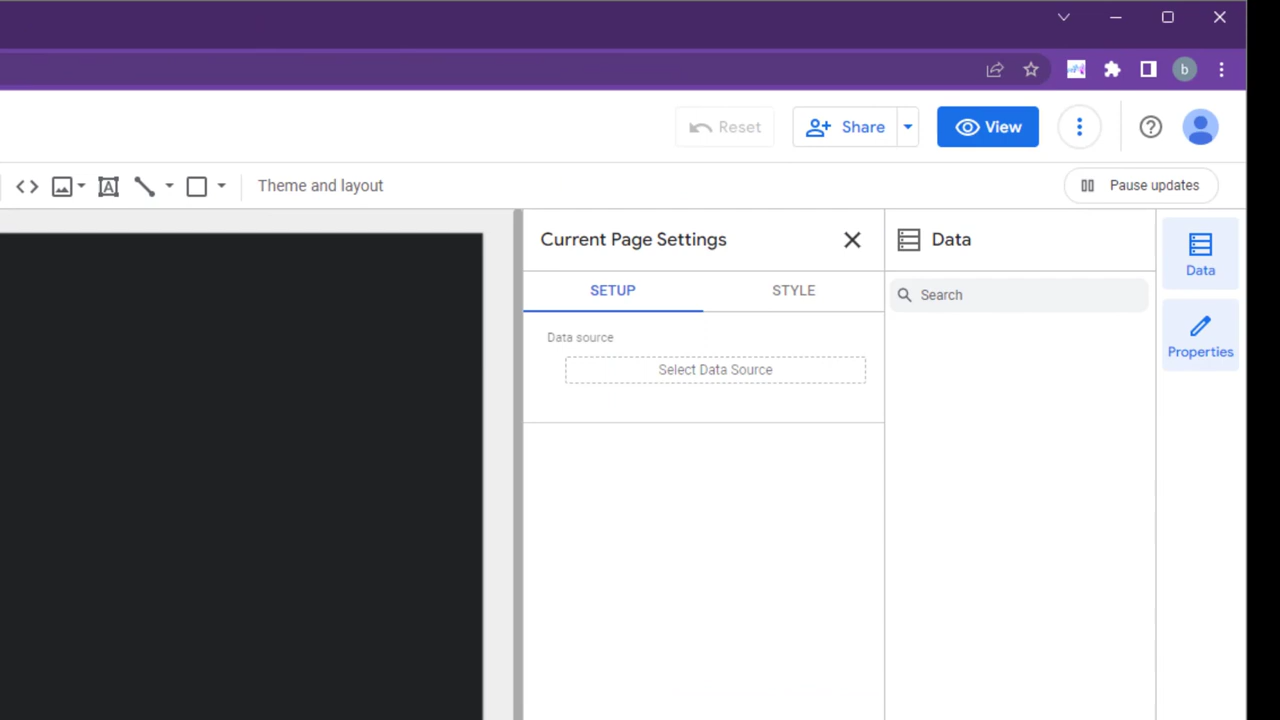 b
Reset
Share
View
A
Theme and layout
Pause updates
Current Page Settings
Data
Data
SETUP
STYLE
Search
Data source
Properties
Select Data Source